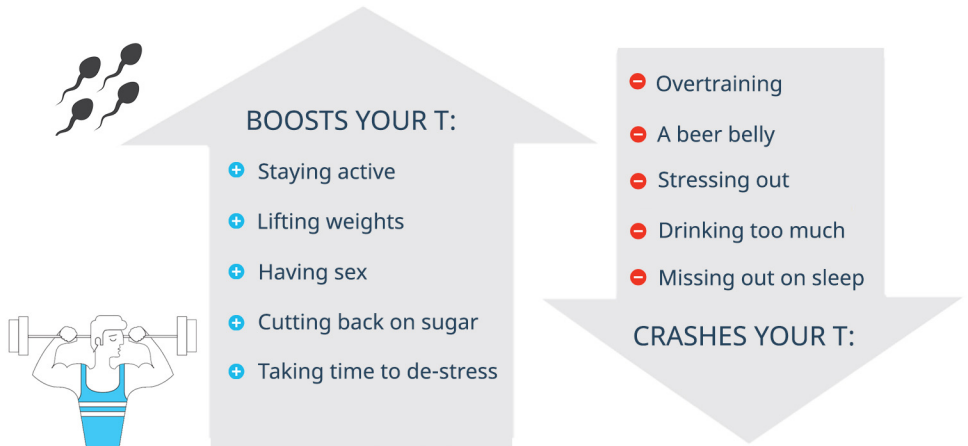 BOOSTS YOUR T:
Staying active
Lifting weights
Having sex
Cutting back on sugar
Taking time to de-stress
Overtraining
A beer belly
Stressing out
Drinking too much
Missing out on sleep
CRASHES YOUR T: